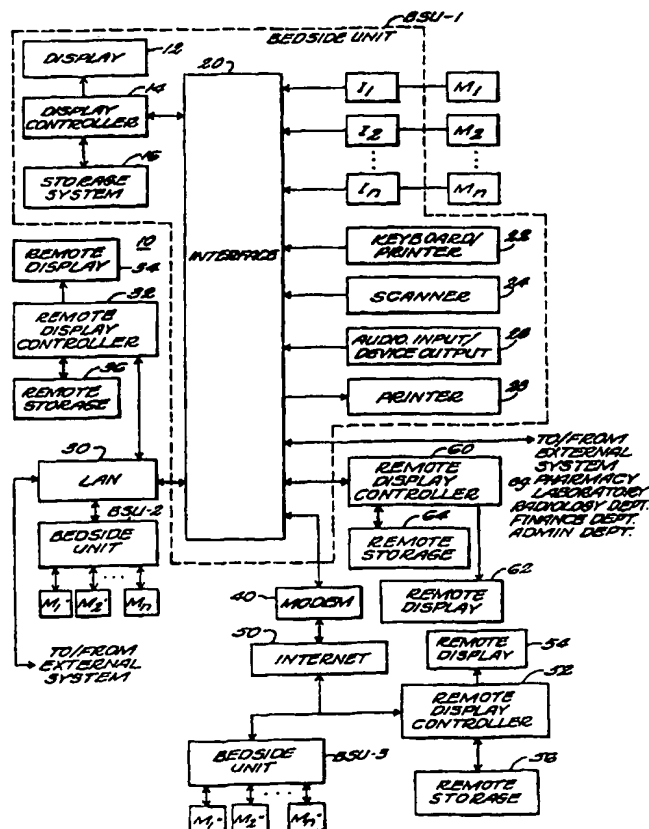 BSU-1
BEDSIDE UNIT
DISPLAY
12
20
14
DISPLAY
CONTROLLER
16
STORAGE
SYSTEM
I1
M1
I2
M2
In
Mn
INTERFACE
10
REMOTE
DISPLAY
34
32
REMOTE
DISPLAY
CONTROLLER
36
REMOTE
STORAGE
KEYBOARD/
PRINTER
22
SCANNER
24
AUDIO. INPUT/
DEVICE OUTPUT
26
PRINTER
28
TO/FROM
EXTERNAL
SYSTEM
eg. PHARMACY
LABORATORY
RADIOLOGY DEPT.
FINANCE DEPT.
ADMIN DEPT.
30
LAN
BSU-2
BEDSIDE
UNIT
M1'
M2'
Mn'
TO/FROM
EXTERNAL
SYSTEM
60
REMOTE
DISPLAY
CONTROLLER
64
REMOTE
STORAGE
62
REMOTE
DISPLAY
40
MODEM
50
INTERNET
54
REMOTE
DISPLAY
52
REMOTE
DISPLAY
CONTROLLER
56
REMOTE
STORAGE
BEDSIDE
UNIT
BSU-3
M1"
M2"
Mn"